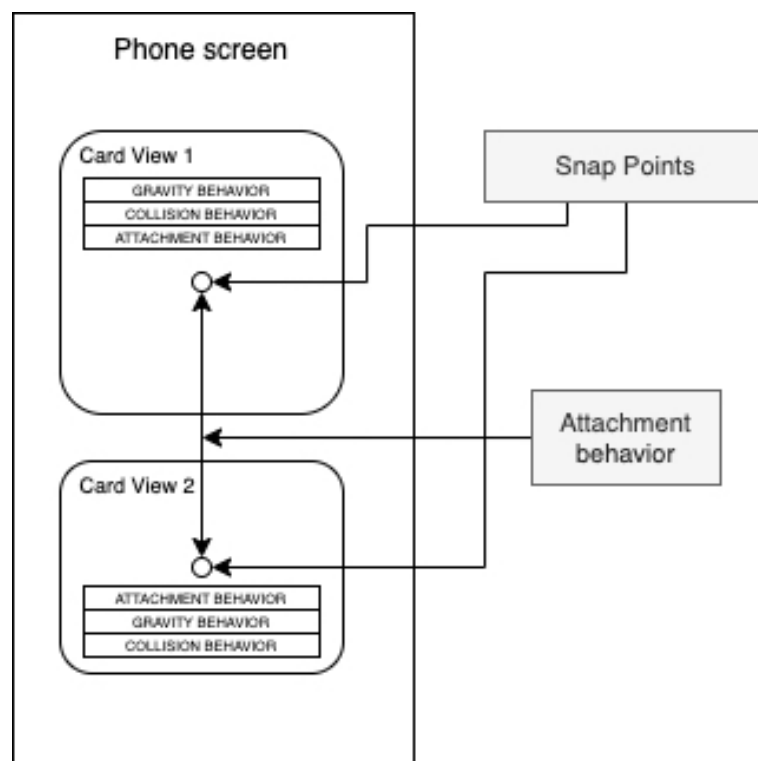 Phone screen
Card View 1
GRAVITY BEHAVIOR
COLLISION BEHAVIOR
ATTACHMENT BEHAVIOR
Snap Points
Attachment
behavior
Card View 2
ATTACHMENT BEHAVIOR
GRAVITY BEHAVIOR
COLLISION BEHAVIOR